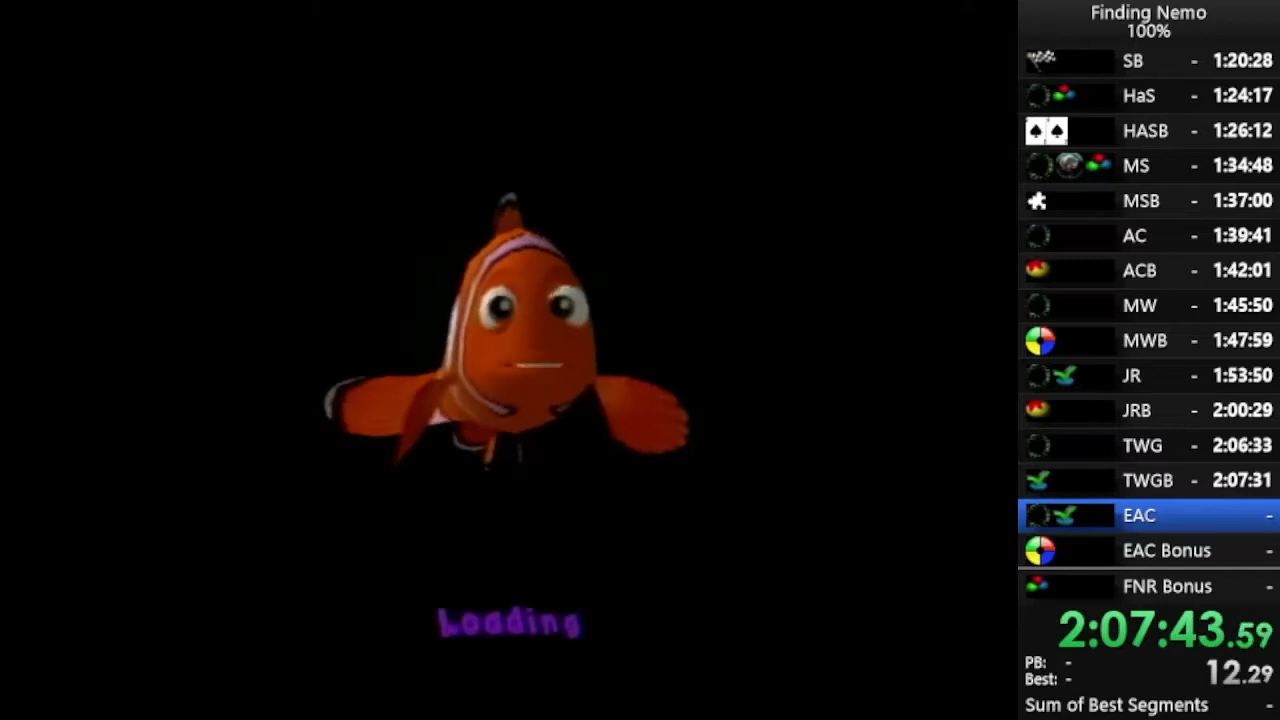 Finding Nemo
100%
SB - 1:20:28
HaS - 1:24:17
HASB - 1:26:12
MS - 1:34:48
MSB - 1:37:00
AC - 1:39:41
ACB - 1:42:01
MW - 1:45:50
MWB - 1:47:59
JR - 1:53:50
JRB - 2:00:29
TWG - 2:06:33
TWGB - 2:07:31
EAC -
EAC Bonus -
FNR Bonus -
2:07:43.59
PB: - 12.29
Best: -
Sum of Best Segments -
Loading